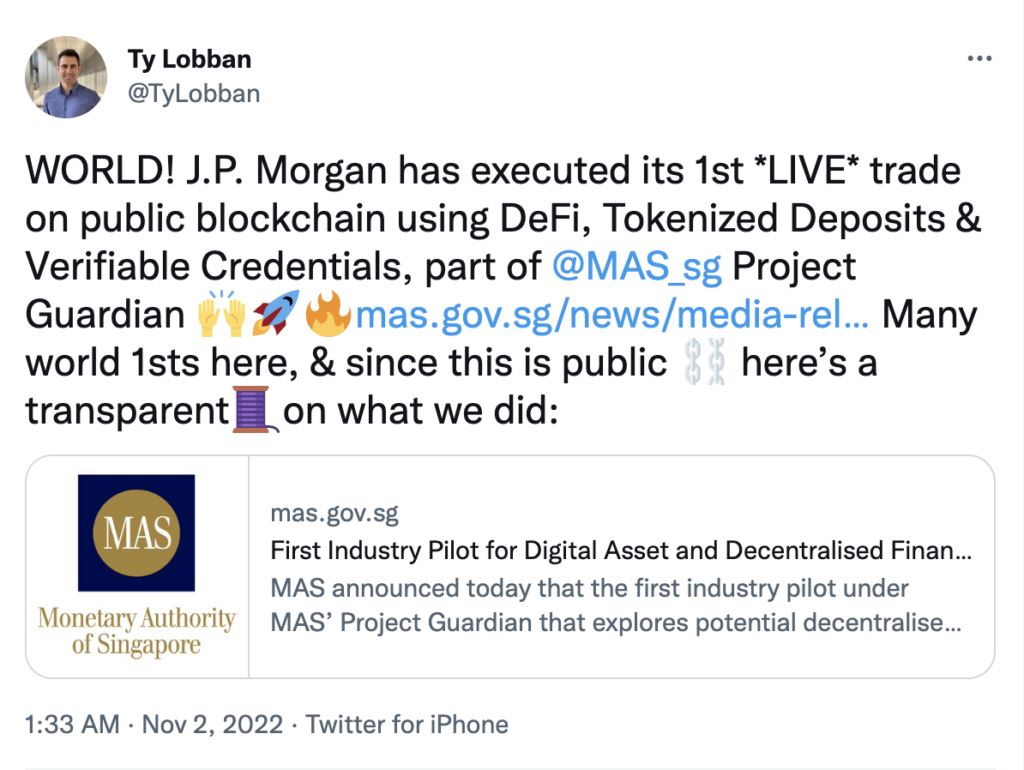 Ty Lobban
@TyLobban
WORLD! J.P. Morgan has executed its 1st *LIVE* trade
on public blockchain using DeFi, Tokenized Deposits &
Verifiable Credentials, part of @MAS_sg Project
Guardian 🙌🚀🔥mas.gov.sg/news/media-rel... Many
world 1sts here, & since this is public ⛓️ here’s a
transparent🧵on what we did:
MAS
Monetary Authority
of Singapore
mas.gov.sg
First Industry Pilot for Digital Asset and Decentralised Finan...
MAS announced today that the first industry pilot under
MAS’ Project Guardian that explores potential decentralise...
1:33 AM · Nov 2, 2022 · Twitter for iPhone